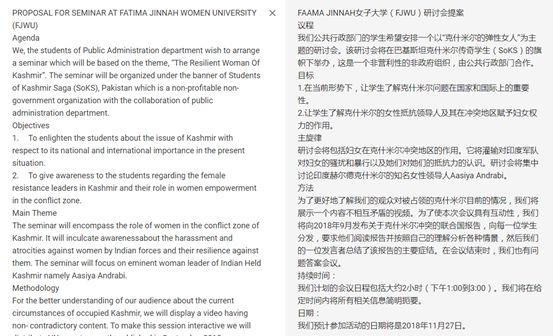 PROPOSAL FOR SEMINAR AT FATIMA JINNAH WOMEN UNIVERSITY
(FJWU)
Agenda
We, the students of Public Administration department wish to arrange
a seminar which will be based on the theme, "The Resilient Woman Of
Kashmir". The seminar will be organized under the banner of Students
of Kashmir Saga (SoKS), Pakistan which is a non-profitable non-
government organization with the collaboration of public
administration department.
Objectives
1. To enlighten the students about the issue of Kashmir with
respect to its national and international importance in the present
situation.
2. To give awareness to the students regarding the female
resistance leaders in Kashmir and their role in women empowerment
in the conflict zone.
Main Theme
The seminar will encompass the role of women in the conflict zone of
Kashmir. It will inculcate awarenessabout the harassment and
atrocities against women by Indian forces and their resilience against
them. The seminar will focus on eminent woman leader of Indian Held
Kashmir namely Aasiya Andrabi.
Methodology
For the better understanding of our audience about the current
circumstances of occupied Kashmir, we will display a video having
non- contradictory content. To make this session interactive we will
FAAMA JINNAH女子大学（FJWU）研讨会提案
议程
我们公共行政部门的学生希望安排一个以“克什米尔的弹性女人”为主
题的研讨会。该研讨会将在巴基斯坦克什米尔传奇学生（SoKS）的旗
帜下举办，这是一个非营利性的非政府组织，由公共行政部门合作。
目标
1.在当前形势下，让学生了解克什米尔问题在国家和国际上的重要
性。
2.让学生了解克什米尔的女性抵抗领导人及其在冲突地区赋予妇女权
力的作用。
主旋律
研讨会将包括妇女在克什米尔冲突地区的作用。它将灌输对印度军队
对妇女的骚扰和暴行以及她们对她们的抵抗力的认识。研讨会将集中
讨论印度赫尔德克什米尔的知名女性领导人Aasiya Andrabi.
方法
为了更好地了解我们的观众对被占领的克什米尔目前的情况，我们将
展示一个内容不相互矛盾的视频。为了使本次会议具有互动性，我们
将向2018年9月发布关于克什米尔冲突的联合国报告，向每一位学生
分发，要求他们阅读报告并按照自己的理解分析各种情景，然后我们
的一位发言者总结了该报告的主要症结。在会议结束时，我们也有问
题答案会议。
持续时间：
我们计划的会议日程包括大约2小时（下午1:00到3:00）。我们将在给
定时间内将所有相关信息简明扼要。
日期：
我们预计参加活动的日期将是2018年11月27日。